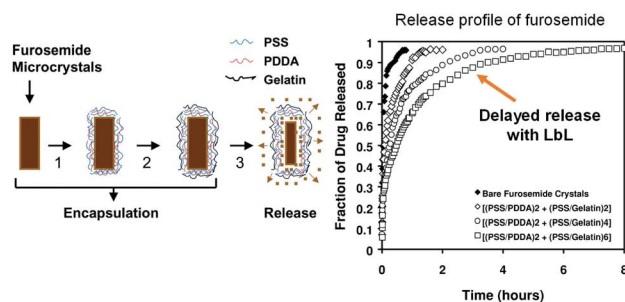 Furosemide
Microcrystals
PSS
PDDA
Gelatin
1
2
3
Encapsulation
Release
Release profile of furosemide
Fraction of Drug Released
1
0.9
0.8
0.7
0.6
0.5
0.4
0.3
0.2
0.1
0
Delayed release
with LbL
Bare Furosemide Crystals
[(PSS/PDDA)2 + (PSS/Gelatin)2]
[(PSS/PDDA)2 + (PSS/Gelatin)4]
[(PSS/PDDA)2 + (PSS/Gelatin)6]
0 2 4 6 8
Time (hours)